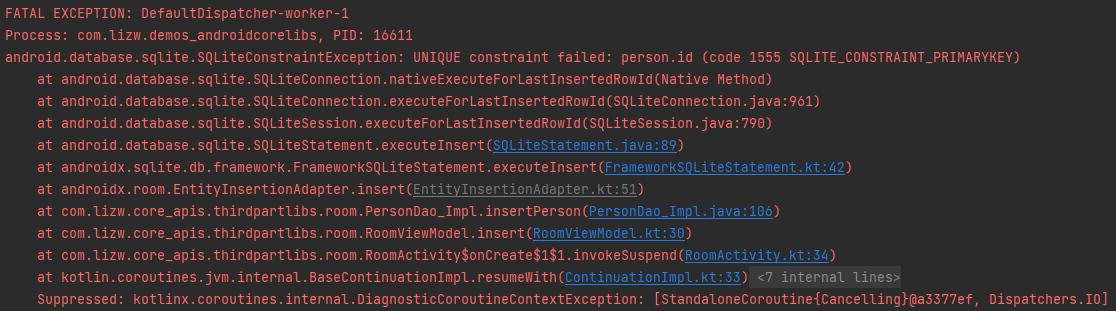 FATAL EXCEPTION: DefaultDispatcher-worker-1
Process: com.lizw.demos_androidcorelibs, PID: 16611
android.database.sqlite.SQLiteConstraintException: UNIQUE constraint failed: person.id (code 1555 SQLITE_CONSTRAINT_PRIMARYKEY)
    at android.database.sqlite.SQLiteConnection.nativeExecuteForLastInsertedRowId(Native Method)
    at android.database.sqlite.SQLiteConnection.executeForLastInsertedRowId(SQLiteConnection.java:961)
    at android.database.sqlite.SQLiteSession.executeForLastInsertedRowId(SQLiteSession.java:790)
    at android.database.sqlite.SQLiteStatement.executeInsert(SQLiteStatement.java:89)
    at androidx.sqlite.db.framework.FrameworkSQLiteStatement.executeInsert(FrameworkSQLiteStatement.kt:42)
    at androidx.room.EntityInsertionAdapter.insert(EntityInsertionAdapter.kt:51)
    at com.lizw.core_apis.thirdpartlibs.room.PersonDao_Impl.insertPerson(PersonDao_Impl.java:106)
    at com.lizw.core_apis.thirdpartlibs.room.RoomViewModel.insert(RoomViewModel.kt:30)
    at com.lizw.core_apis.thirdpartlibs.room.RoomActivity$onCreate$1$1.invokeSuspend(RoomActivity.kt:34)
    at kotlin.coroutines.jvm.internal.BaseContinuationImpl.resumeWith(ContinuationImpl.kt:33) <7 internal lines>
    Suppressed: kotlinx.coroutines.internal.DiagnosticCoroutineContextException: [StandaloneCoroutine{Cancelling}@a3377ef, Dispatchers.IO]